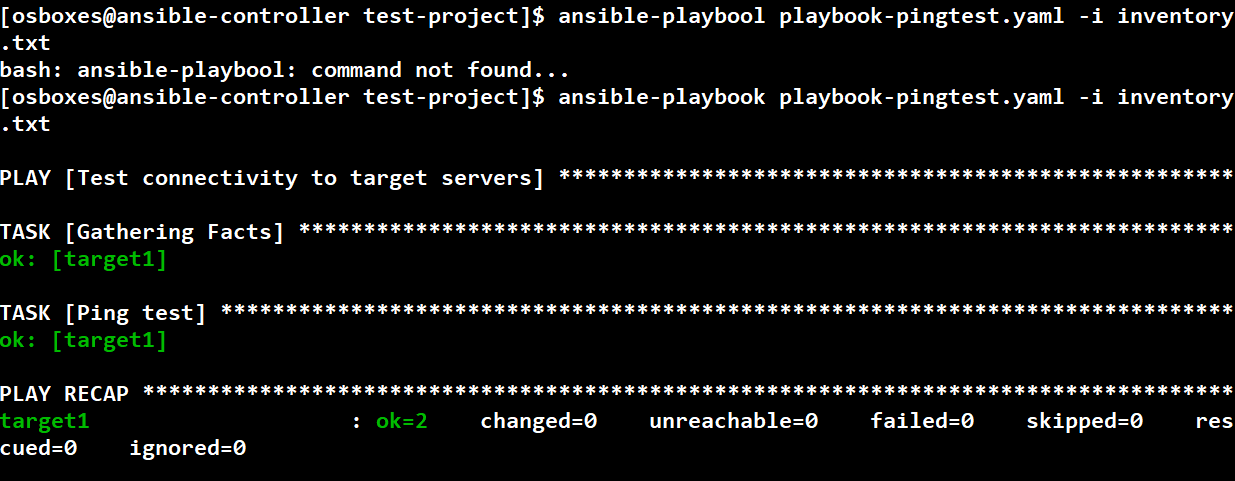 [osboxes@ansible-controller test-project]$ ansible-playbool playbook-pingtest.yaml -i inventory
.txt
bash: ansible-playbool: command not found...
[osboxes@ansible-controller test-project]$ ansible-playbook playbook-pingtest.yaml -i inventory
.txt
PLAY [Test connectivity to target servers] ****************************************************
TASK [Gathering Facts] ************************************************************************
ok: [target1]
TASK [Ping test] ******************************************************************************
ok: [target1]
PLAY RECAP ************************************************************************************
target1                    : ok=2    changed=0    unreachable=0    failed=0    skipped=0    res
cued=0    ignored=0